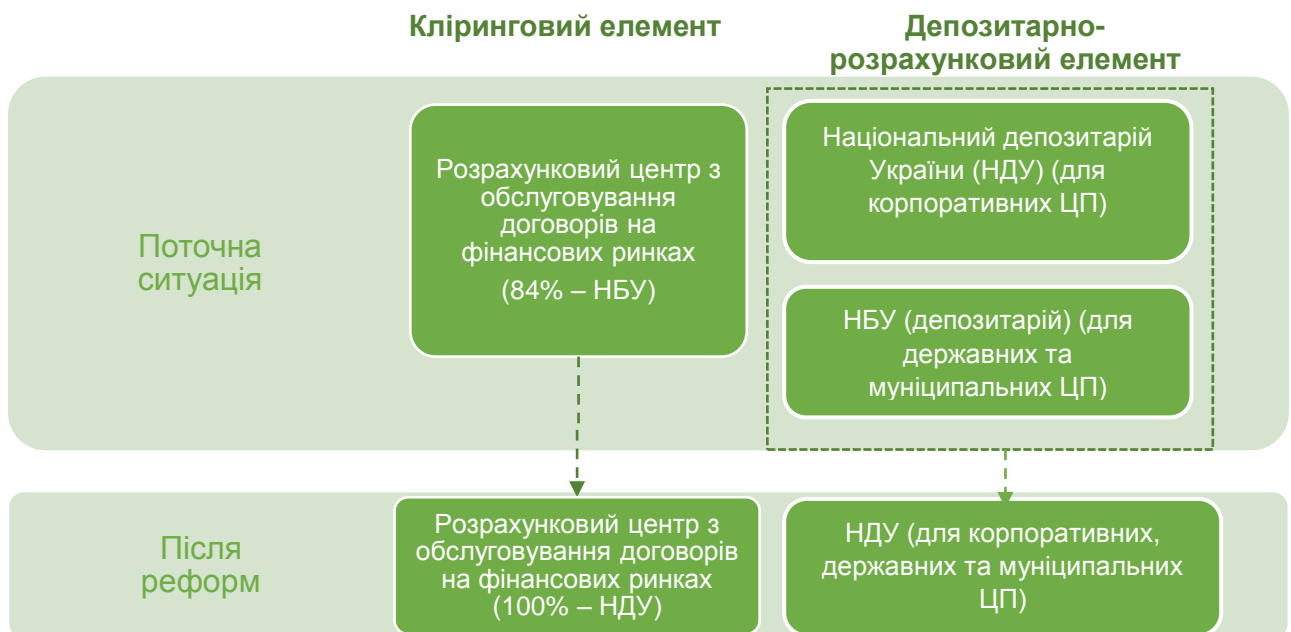 Кліринговий елемент
Депозитарно-
розрахунковий елемент
Поточна
ситуація
Розрахунковий центр з
обслуговування
договорів на
фінансових ринках
(84% – НБУ)
Національний депозитарій
України (НДУ) (для
корпоративних ЦП)
НБУ (депозитарій) (для
державних та
муніципальних ЦП)
Після
реформ
Розрахунковий центр з
обслуговування договорів
на фінансових ринках
(100% – НДУ)
НДУ (для корпоративних,
державних та муніципальних
ЦП)